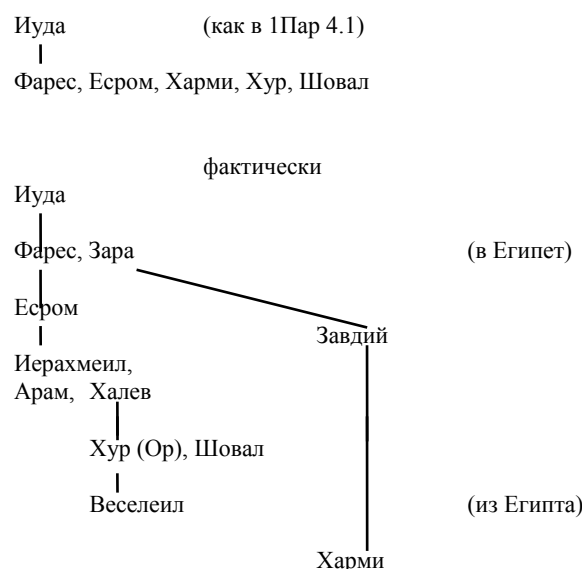 Иуда (как в 1Пар 4.1)
Фарес, Есром, Харми, Хур, Шовал
фактически
Иуда
Фарес, Зара (в Египет)
Есром
Завдий
Иерахмеил,
Арам, Халев
Хур (Ор), Шовал
Веселеил (из Египта)
Харми